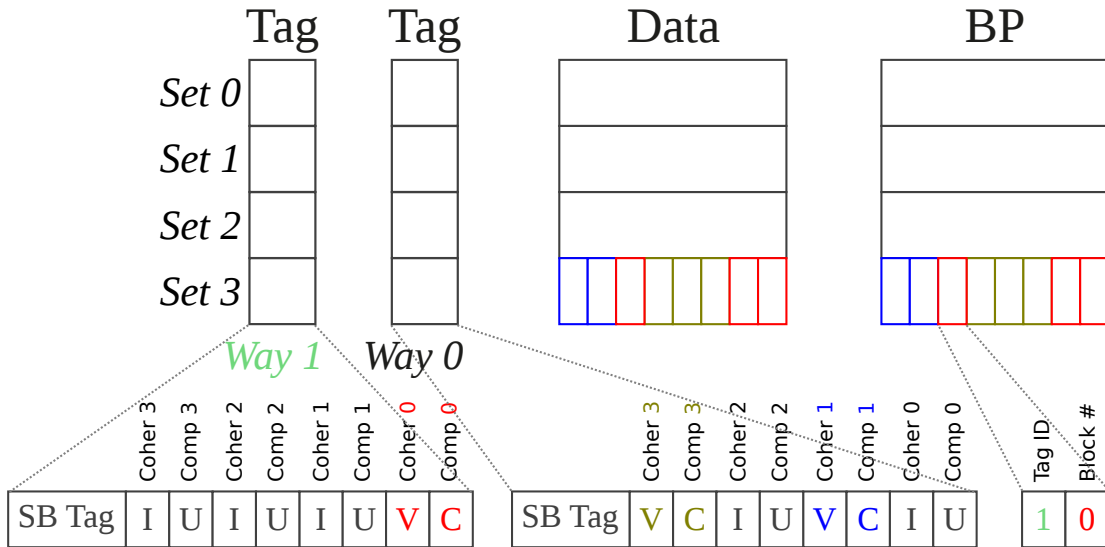 Tag Tag Data BP
Set 0
Set 1
Set 2
Set 3
Way 1 Way 0
Coher 3 Comp 3 Coher 2 Comp 2 Coher 1 Comp 1 Coher 0 Comp 0 Coher 3 Comp 3 Coher 2 Comp 2 Coher 1 Comp 1 Coher 0 Comp 0 Tag ID Block #
SB Tag I U I U I U V C SB Tag V C I U V C I U 1 0